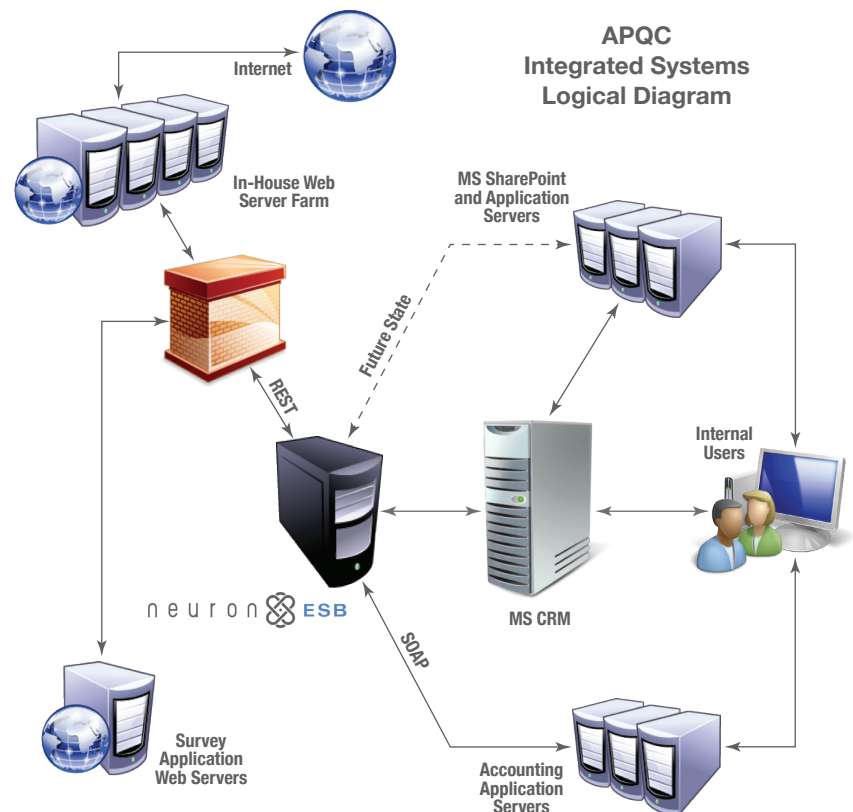 APQC
Integrated Systems
Logical Diagram
Internet
In-House Web
Server Farm
MS SharePoint
and Application
Servers
Future State
REST
Internal
Users
neuron ESB
MS CRM
SOAP
Survey
Application
Web Servers
Accounting
Application
Servers